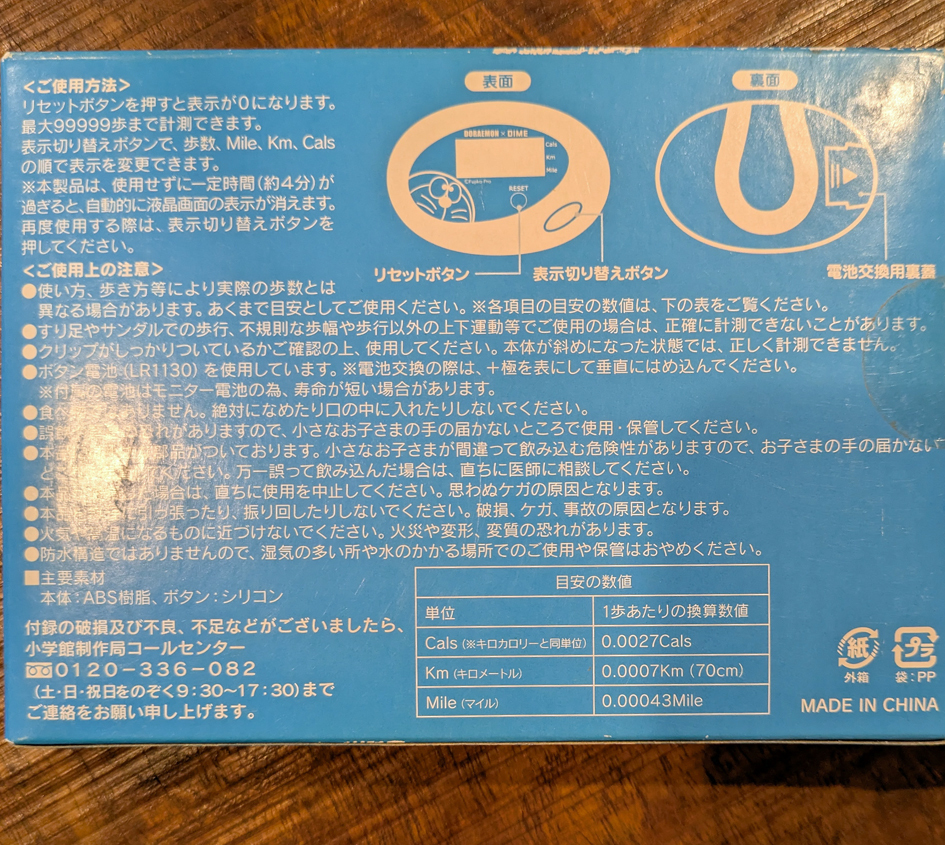 <ご使用方法>
リセットボタンを押すと表示が0になります。
最大99999歩まで計測できます。
表示切り替えボタンで、歩数、Mile、Km、Cals
の順で表示を変更できます。
※本製品は、使用せずに一定時間(約4分)が
過ぎると、自動的に液晶画面の表示が消えます。
再度使用する際は、表示切り替えボタンを
押してください。
表面
DORAEMON × DIME
Cals
Km
Mile
©Fujiko Pro
RESET
リセットボタン
表示切り替えボタン
裏面
電池交換用裏蓋
<ご使用上の注意>
●使い方、歩き方等により実際の歩数とは
異なる場合があります。あくまで目安としてご使用ください。※各項目の目安の数値は、下の表をご覧ください。
●すり足やサンダルでの歩行、不規則な歩幅や歩行以外の上下運動等でご使用の場合は、正確に計測できないことがあります。
●クリップがしっかりついているかご確認の上、使用してください。本体が斜めになった状態では、正しく計測できません。
●ボタン電池(LR1130)を使用しています。※電池交換の際は、+極を表にして垂直にはめ込んでください。
※付属の電池はモニター電池の為、寿命が短い場合があります。
●食べ ありません。絶対になめたり口の中に入れたりしないでください。
●誤飲 れがありますので、小さなお子さまの手の届かないところで使用・保管してください。
●本 部品がついております。小さなお子さまが間違って飲み込む危険性がありますので、お子さまの手の届かない
と ください。万一誤って飲み込んだ場合は、直ちに医師に相談してください。
●本 場合は、直ちに使用を中止してください。思わぬケガの原因となります。
●本 引っ張ったり、振り回したりしないでください。破損、ケガ、事故の原因となります。
●火気や高温になるものに近づけないでください。火災や変形、変質の恐れがあります。
●防水構造ではありませんので、湿気の多い所や水のかかる場所でのご使用や保管はおやめください。
■主要素材
本体:ABS樹脂、ボタン:シリコン
付録の破損及び不良、不足などがございましたら、
小学館制作局コールセンター
0120-336-082
(土・日・祝日をのぞく9:30〜17:30)まで
ご連絡をお願い申し上げます。
目安の数値
単位 1歩あたりの換算数値
Cals(※キロカロリーと同単位) 0.0027Cals
Km(キロメートル) 0.0007Km(70cm)
Mile(マイル) 0.00043Mile
紙
外箱
プラ
袋:PP
MADE IN CHINA